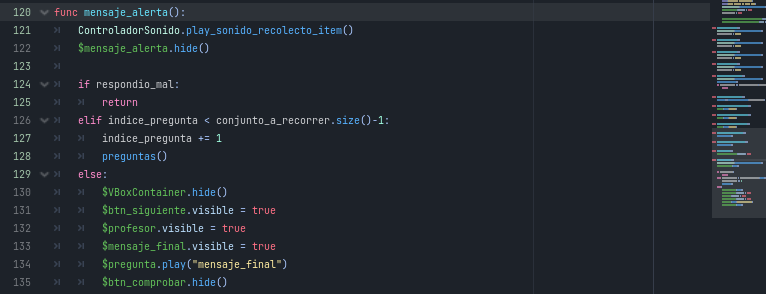 120 func mensaje_alerta():
121 ControladorSonido.play_sonido_recolecto_item()
122 $mensaje_alerta.hide()
123
124 if respondio_mal:
125 return
126 elif indice_pregunta < conjunto_a_recorrer.size()-1:
127 indice_pregunta += 1
128 preguntas()
129 else:
130 $VBoxContainer.hide()
131 $btn_siguiente.visible = true
132 $profesor.visible = true
133 $mensaje_final.visible = true
134 $pregunta.play("mensaje_final")
135 $btn_comprobar.hide()